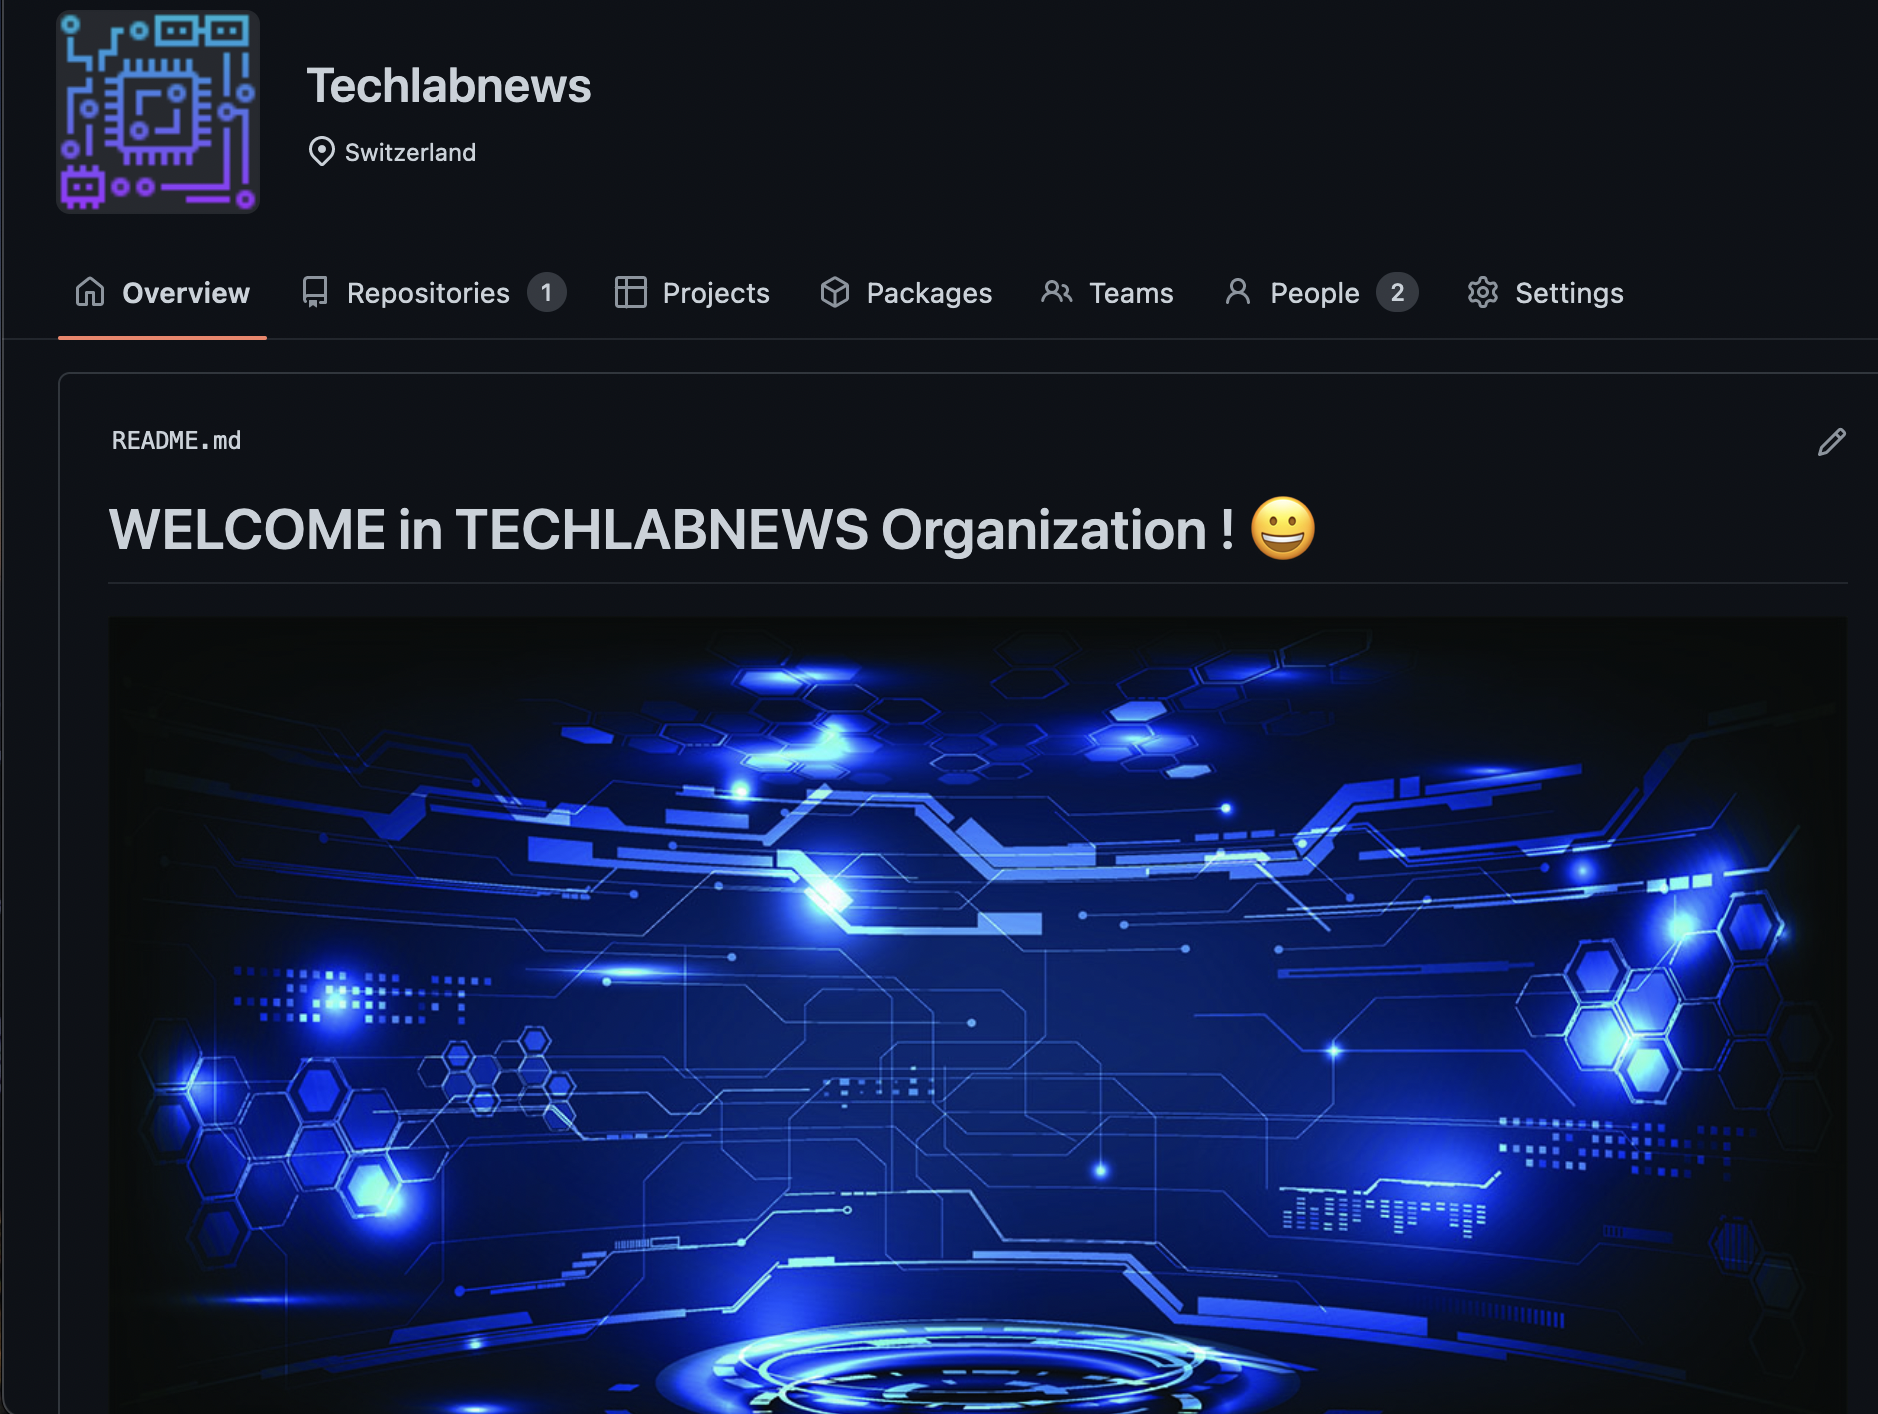 Techlabnews
Switzerland
Overview Repositories 1 Projects Packages Teams People 2 Settings
README.md
WELCOME in TECHLABNEWS Organization ! 😀